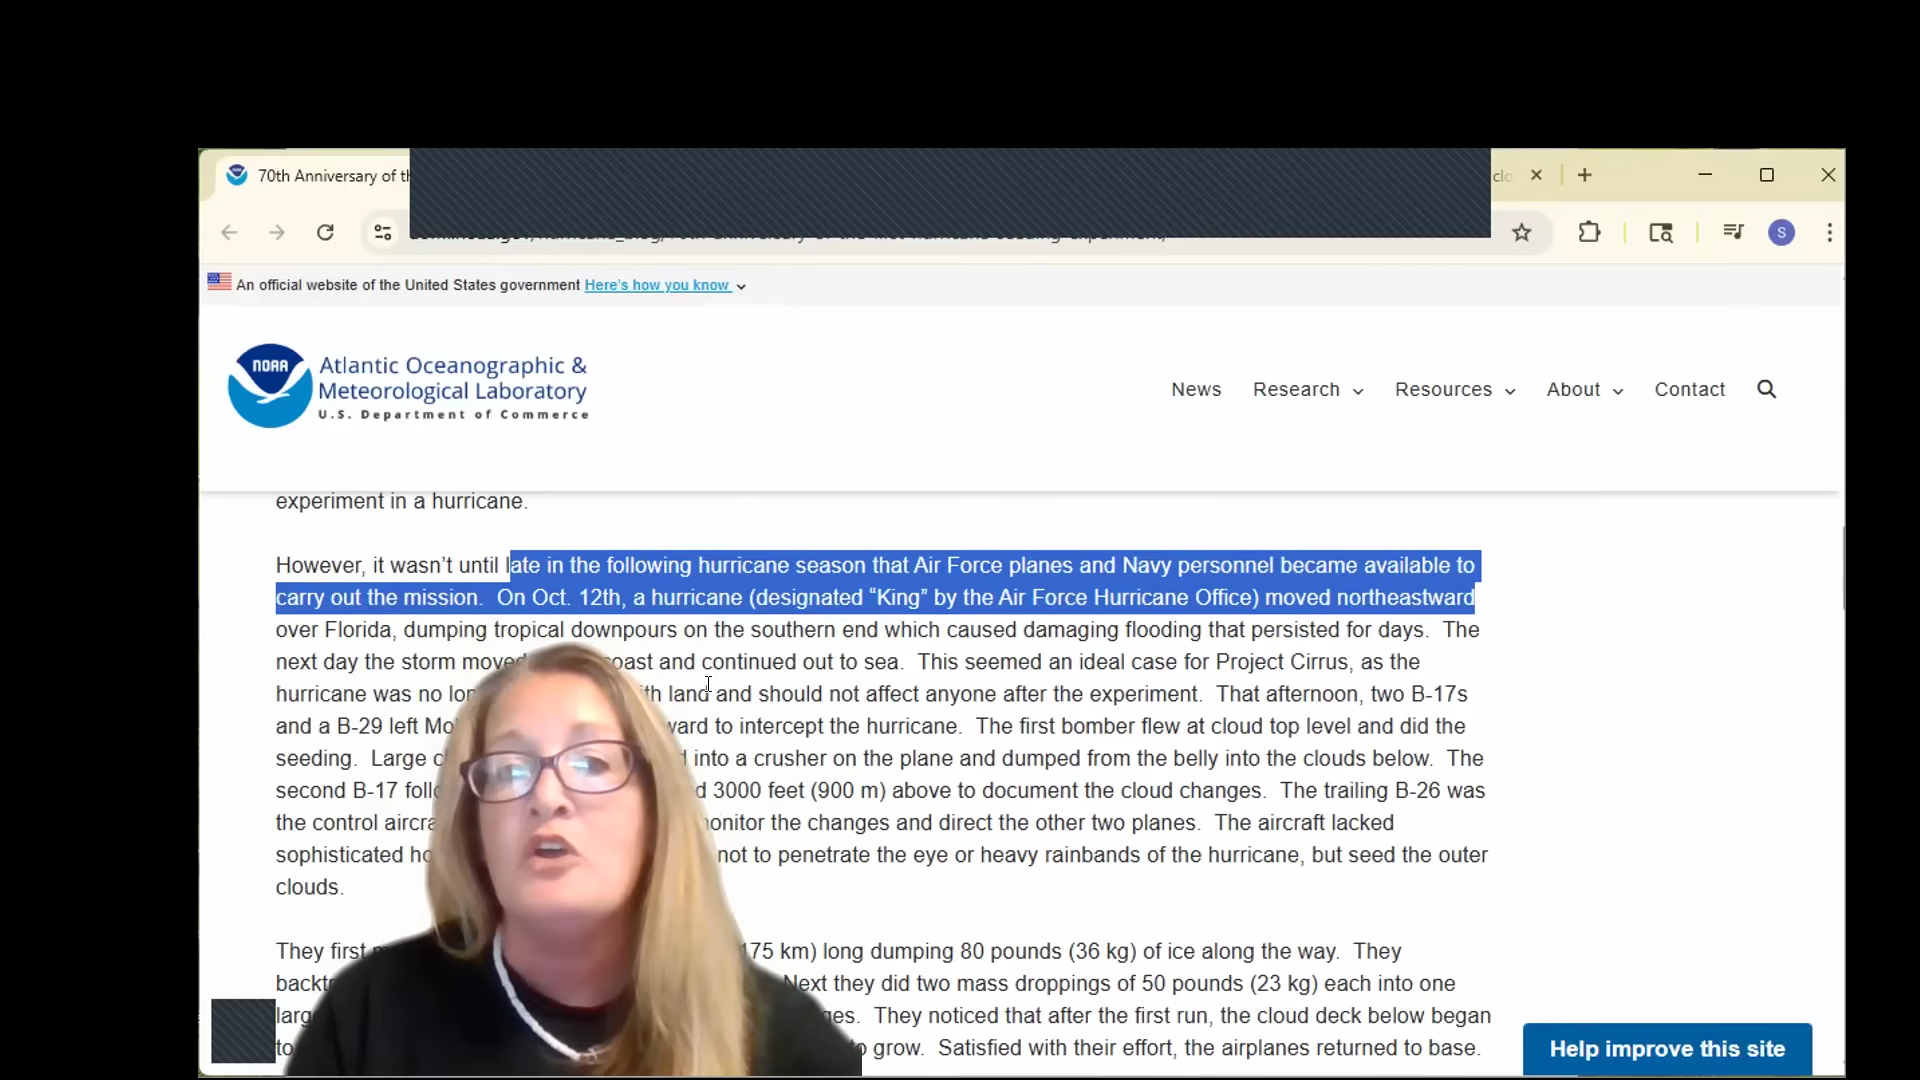 70th Anniversary of th
clo
S
An official website of the United States government Here's how you know
NOAA
Atlantic Oceanographic &
Meteorological Laboratory
U.S. Department of Commerce
News Research Resources About Contact
experiment in a hurricane.
However, it wasn’t until late in the following hurricane season that Air Force planes and Navy personnel became available to
carry out the mission. On Oct. 12th, a hurricane (designated “King” by the Air Force Hurricane Office) moved northeastward
over Florida, dumping tropical downpours on the southern end which caused damaging flooding that persisted for days. The
next day the storm moved oast and continued out to sea. This seemed an ideal case for Project Cirrus, as the
hurricane was no lon th land and should not affect anyone after the experiment. That afternoon, two B-17s
and a B-29 left Mo ward to intercept the hurricane. The first bomber flew at cloud top level and did the
seeding. Large c into a crusher on the plane and dumped from the belly into the clouds below. The
second B-17 follo d 3000 feet (900 m) above to document the cloud changes. The trailing B-26 was
the control aircra onitor the changes and direct the other two planes. The aircraft lacked
sophisticated ho not to penetrate the eye or heavy rainbands of the hurricane, but seed the outer
clouds.
They first 175 km) long dumping 80 pounds (36 kg) of ice along the way. They
backtr Next they did two mass droppings of 50 pounds (23 kg) each into one
larg ges. They noticed that after the first run, the cloud deck below began
to to grow. Satisfied with their effort, the airplanes returned to base.
Help improve this site